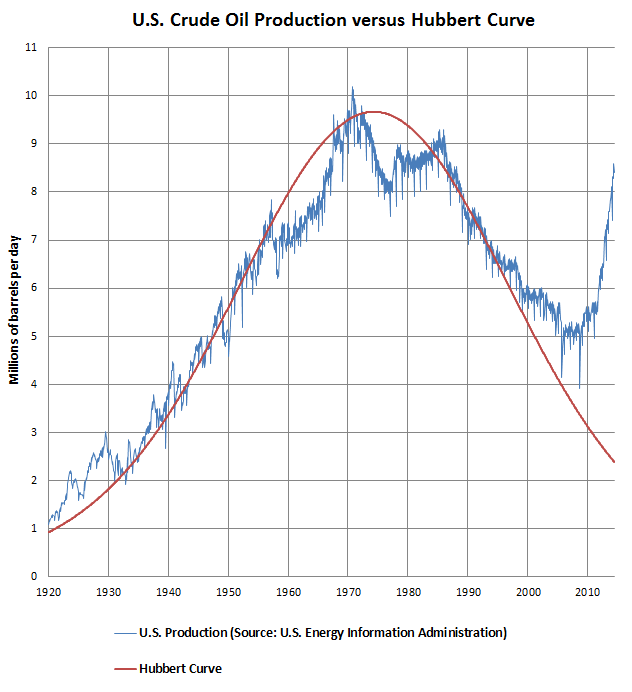 U.S. Crude Oil Production versus Hubbert Curve
11
10
9
8
7
6
5
4
3
2
1
0
Millions of barrels per day
1920 1930 1940 1950 1960 1970 1980 1990 2000 2010
U.S. Production (Source: U.S. Energy Information Administration)
Hubbert Curve